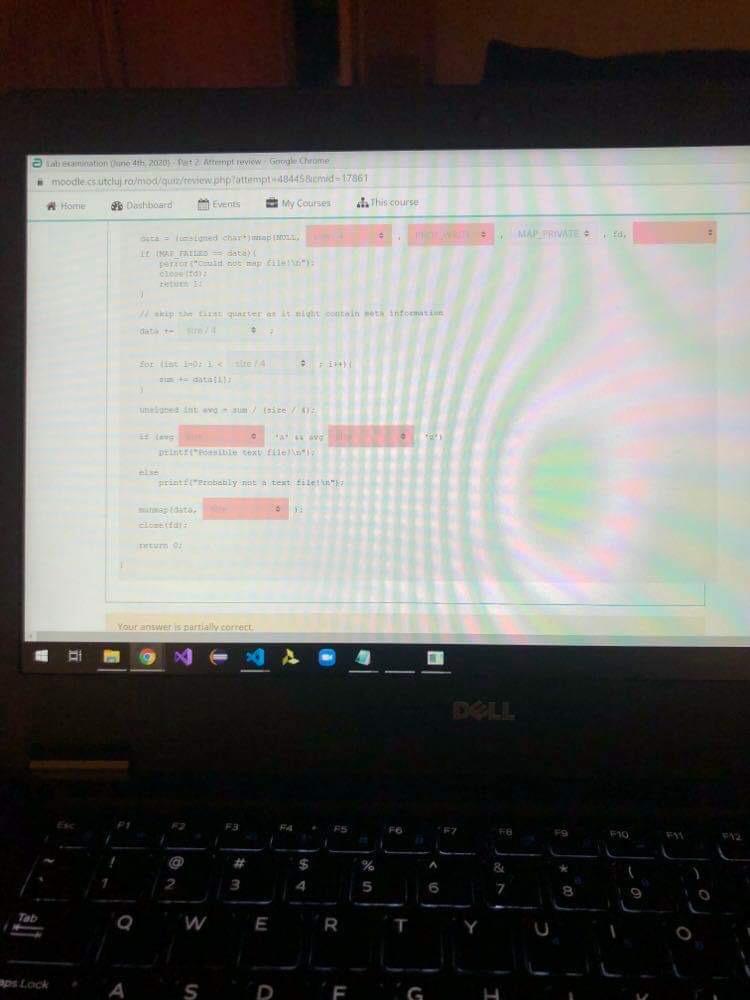 Lab examination (June 4th, 2020) - Part 2: Attempt review - Google Chrome
moodle.cs.utcluj.ro/mod/quiz/review.php?attempt=48445&cmid=17861
Home Dashboard Events My Courses This course
data = (unsigned char*)mmap(NULL, , PROT_WRITE , MAP_PRIVATE , fd,
if (MAP_FAILED == data){
perror("Could not map file!\n");
close(fd);
return 1;
}
// skip the first quarter as it might contain meta information
data += size / 4 ;
for (int i=0; i < size / 4 ; i++){
sum += data[i];
}
unsigned int avg = sum / (size / 4);
if (avg size 'a' && avg size 'z')
printf("Possible text file!\n");
else
printf("Probably not a text file!\n");
munmap(data, size );
close(fd);
return 0;
}
Your answer is partially correct.
DELL
Esc F1 F2 F3 F4 F5 F6 F7 F8 F9 F10 F11 F12
~ ! @ # $ % ^ & * ( )
` 1 2 3 4 5 6 7 8 9 0
Tab Q W E R T Y U I O
aps Lock A S D F G H